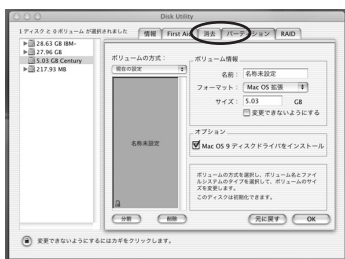 Disk Utility
1 ディスク と 0 ボリューム が選択されました
情報 First Aid 消去 パーティション RAID
28.63 GB IBM-
27.96 GB
5.03 GB Century
217.93 MB
ボリュームの方式：
現在の設定
名称未設定
分割 削除
ボリューム情報
名前： 名称未設定
フォーマット： Mac OS 拡張
サイズ： 5.03 GB
変更できないようにする
オプション
Mac OS 9 ディスクドライバをインストール
ボリュームの方式を選択し、ボリューム名とファイ
ルシステムのタイプを選択して、ボリュームのサイ
ズを変更します。
このディスクは初期化できます。
元に戻す OK
変更できないようにするにはカギをクリックします。